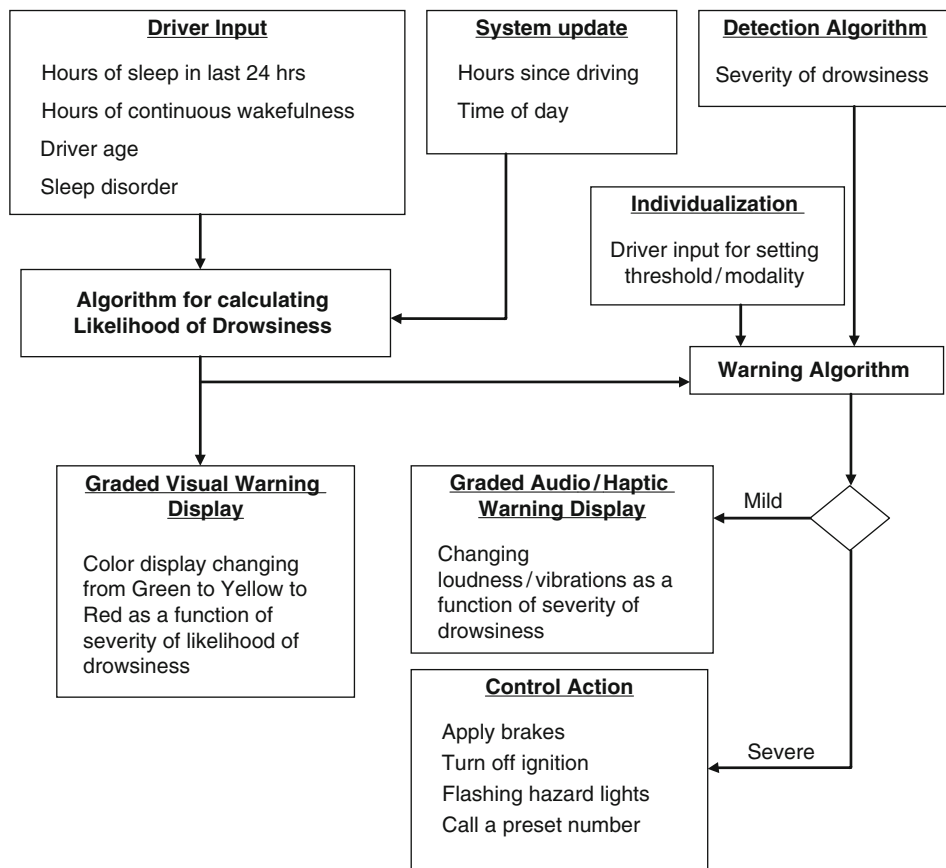 Driver Input
Hours of sleep in last 24 hrs
Hours of continuous wakefulness
Driver age
Sleep disorder
System update
Hours since driving
Time of day
Detection Algorithm
Severity of drowsiness
Individualization
Driver input for setting
threshold/modality
Algorithm for calculating
Likelihood of Drowsiness
Warning Algorithm
Graded Visual Warning
Display
Color display changing
from Green to Yellow to
Red as a function of
severity of likelihood of
drowsiness
Graded Audio/Haptic
Warning Display
Changing
loudness/vibrations as a
function of severity of
drowsiness
Mild
Control Action
Apply brakes
Turn off ignition
Flashing hazard lights
Call a preset number
Severe